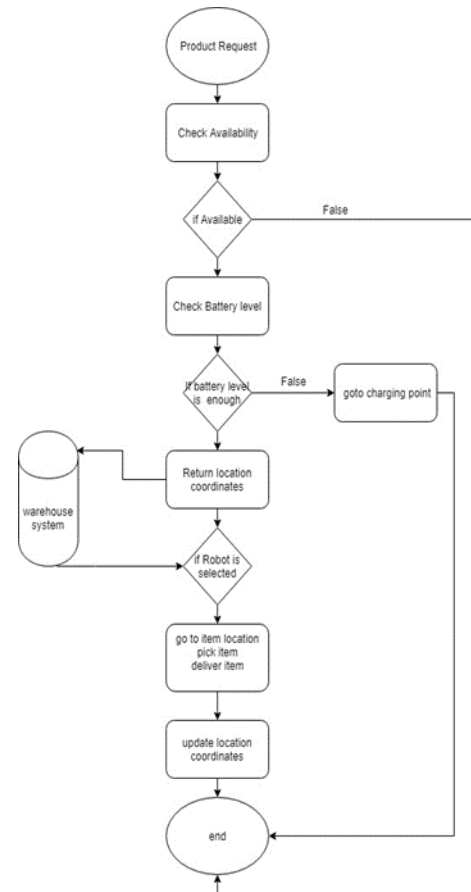 Product Request
Check Availability
if Available
False
Check Battery level
If battery level
is enough
False
goto charging point
Return location
coordinates
warehouse
system
if Robot is
selected
go to item location
pick item
deliver item
update location
coordinates
end